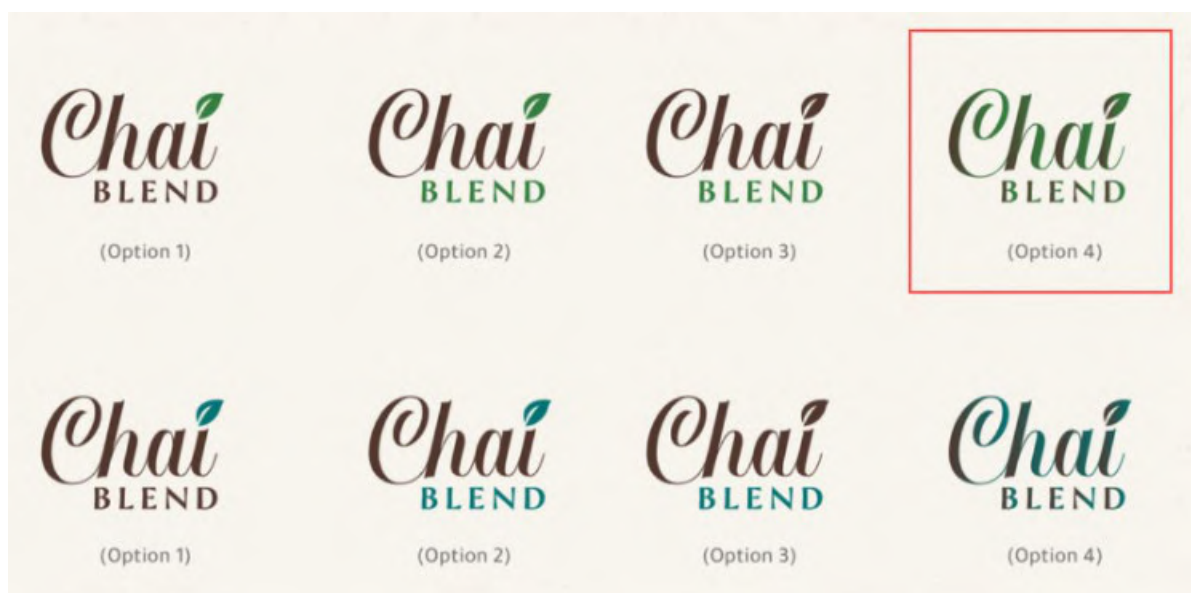 Chai Chai Chai Chai
BLEND BLEND BLEND BLEND
(Option 1) (Option 2) (Option 3) (Option 4)
Chai Chai Chai Chai
BLEND BLEND BLEND BLEND
(Option 1) (Option 2) (Option 3) (Option 4)